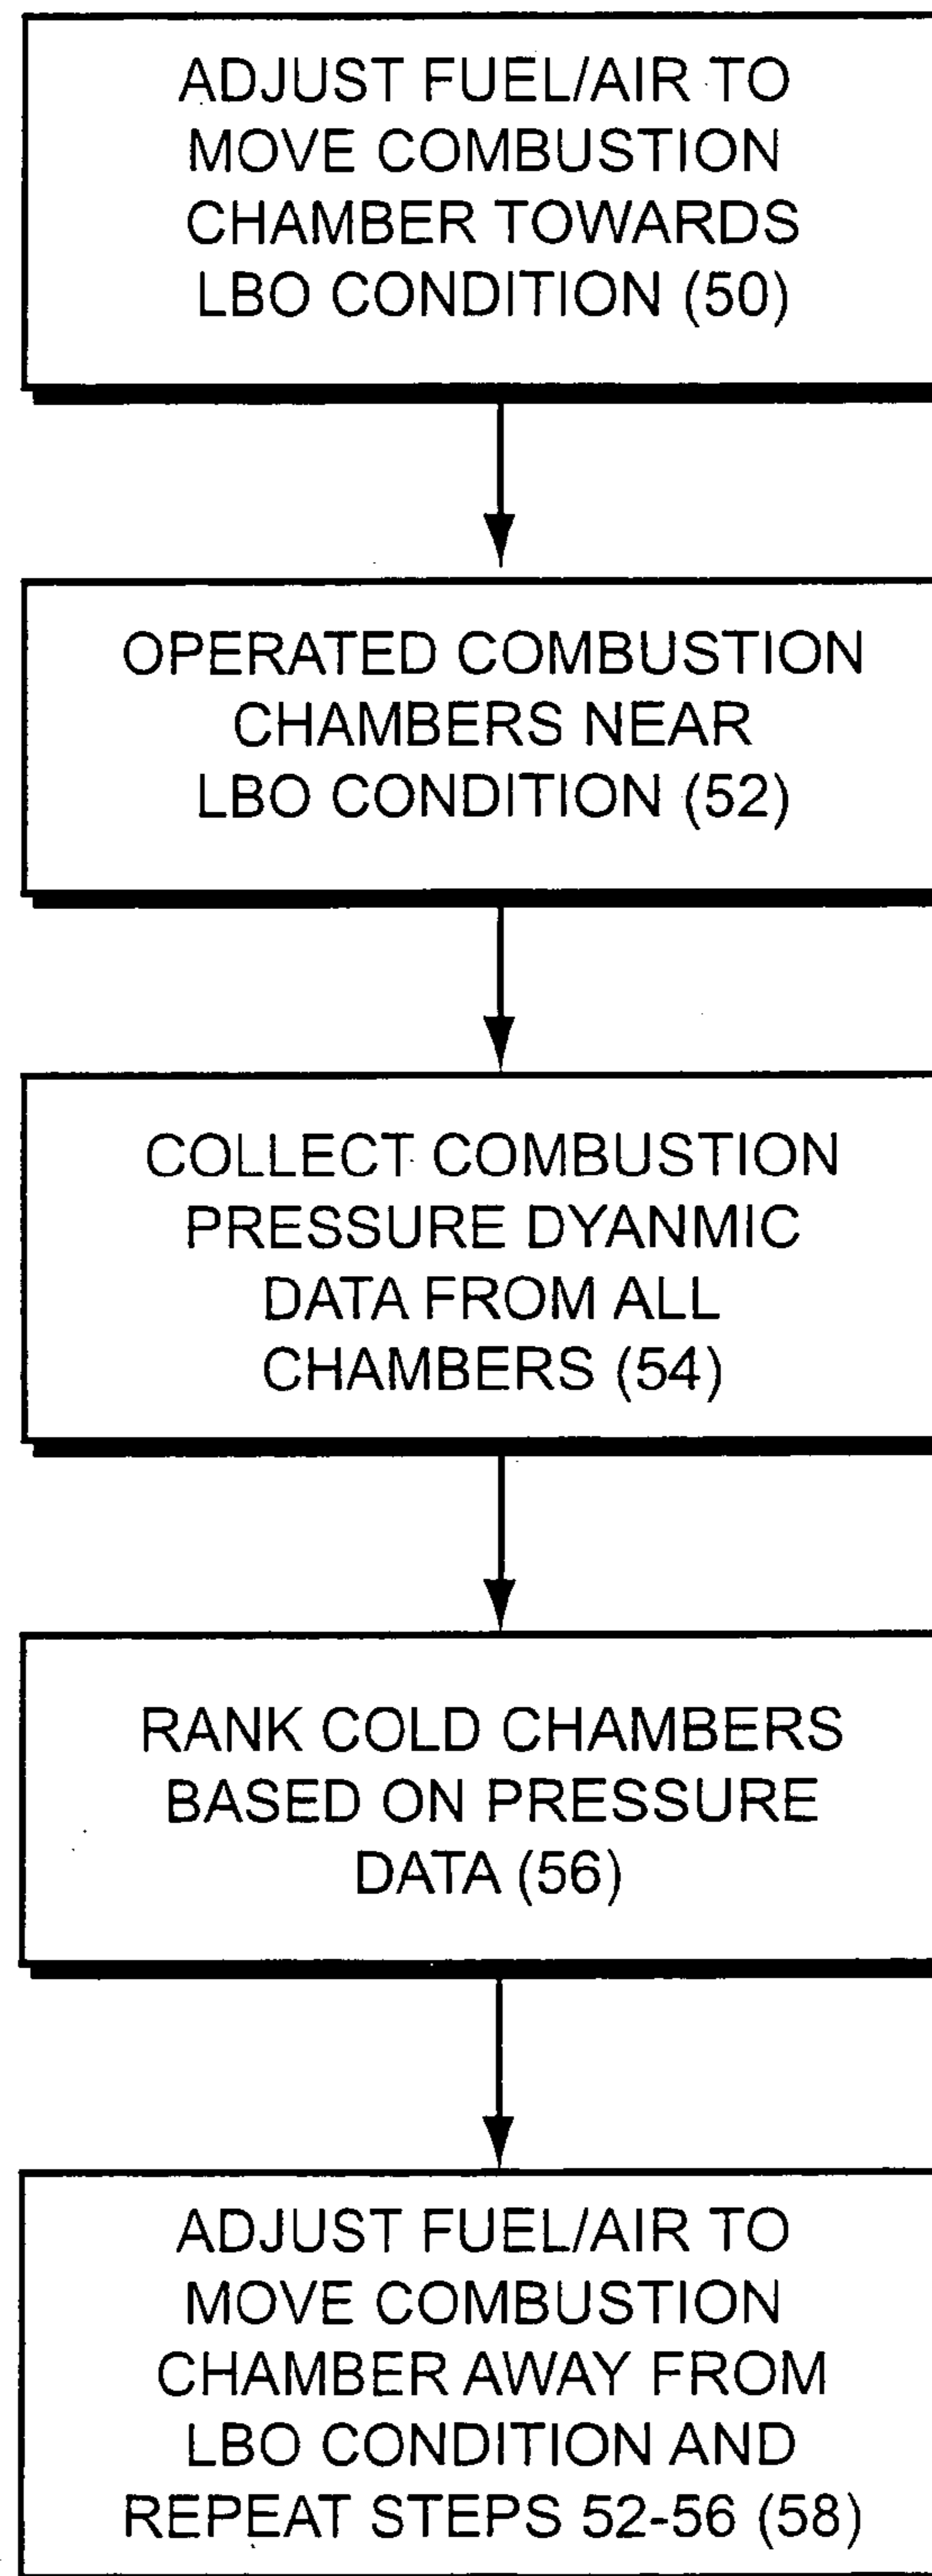 ADJUST FUEL/AIR TO
MOVE COMBUSTION
CHAMBER TOWARDS
LBO CONDITION (50)
OPERATED COMBUSTION
CHAMBERS NEAR
LBO CONDITION (52)
COLLECT COMBUSTION
PRESSURE DYANMIC
DATA FROM ALL
CHAMBERS (54)
RANK COLD CHAMBERS
BASED ON PRESSURE
DATA (56)
ADJUST FUEL/AIR TO
MOVE COMBUSTION
CHAMBER AWAY FROM
LBO CONDITION AND
REPEAT STEPS 52-56 (58)